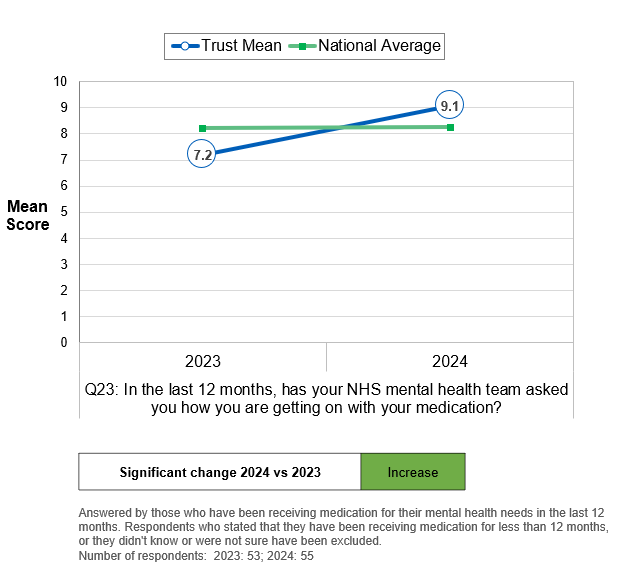 Trust Mean National Average
10
9
8
7
6
5
4
3
2
1
0
Mean
Score
7.2
9.1
2023 2024
Q23: In the last 12 months, has your NHS mental health team asked
you how you are getting on with your medication?
Significant change 2024 vs 2023 Increase
Answered by those who have been receiving medication for their mental health needs in the last 12
months. Respondents who stated that they have been receiving medication for less than 12 months,
or they didn't know or were not sure have been excluded.
Number of respondents: 2023: 53; 2024: 55